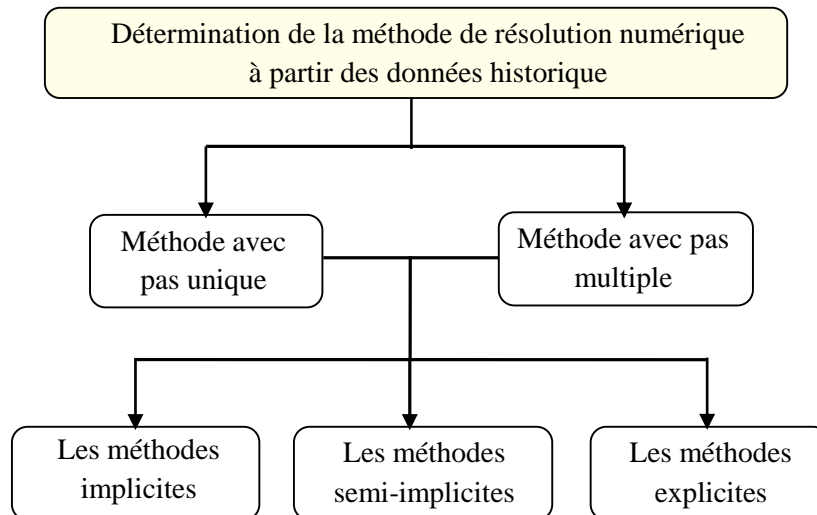 Détermination de la méthode de résolution numérique
à partir des données historique
Méthode avec
pas unique
Méthode avec pas
multiple
Les méthodes
implicites
Les méthodes
semi-implicites
Les méthodes
explicites